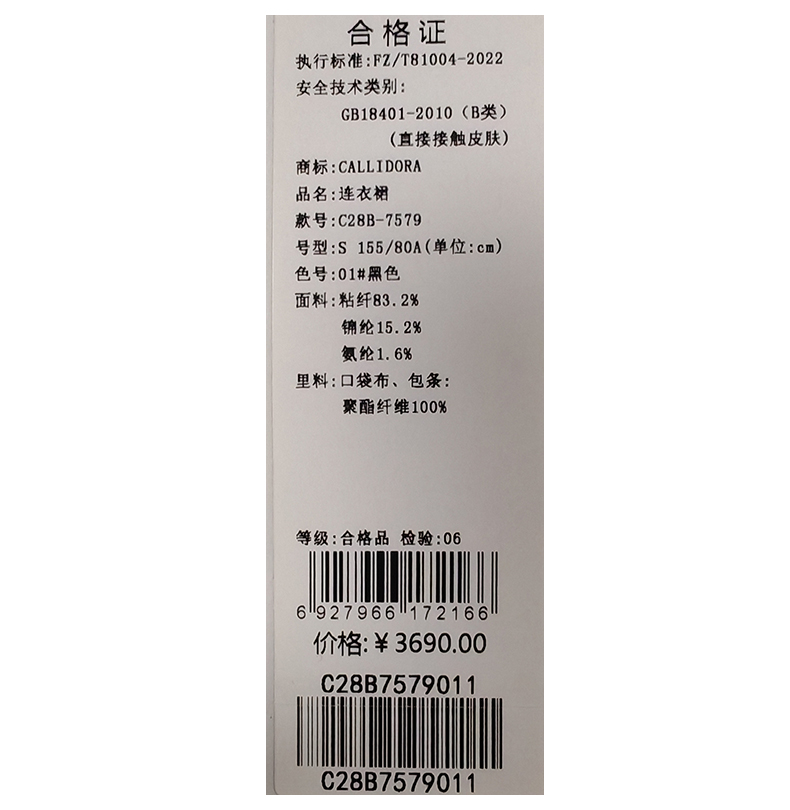 合格证
执行标准:FZ/T81004-2022
安全技术类别:
GB18401-2010（B类）
(直接接触皮肤)
商标:CALLIDORA
品名:连衣裙
款号:C28B-7579
号型:S 155/80A(单位:cm)
色号:01#黑色
面料:粘纤83.2%
锦纶15.2%
氨纶1.6%
里料:口袋布、包条:
聚酯纤维100%
等级:合格品 检验:06
6 927966 172166
价格:￥3690.00
C28B7579011
C28B7579011